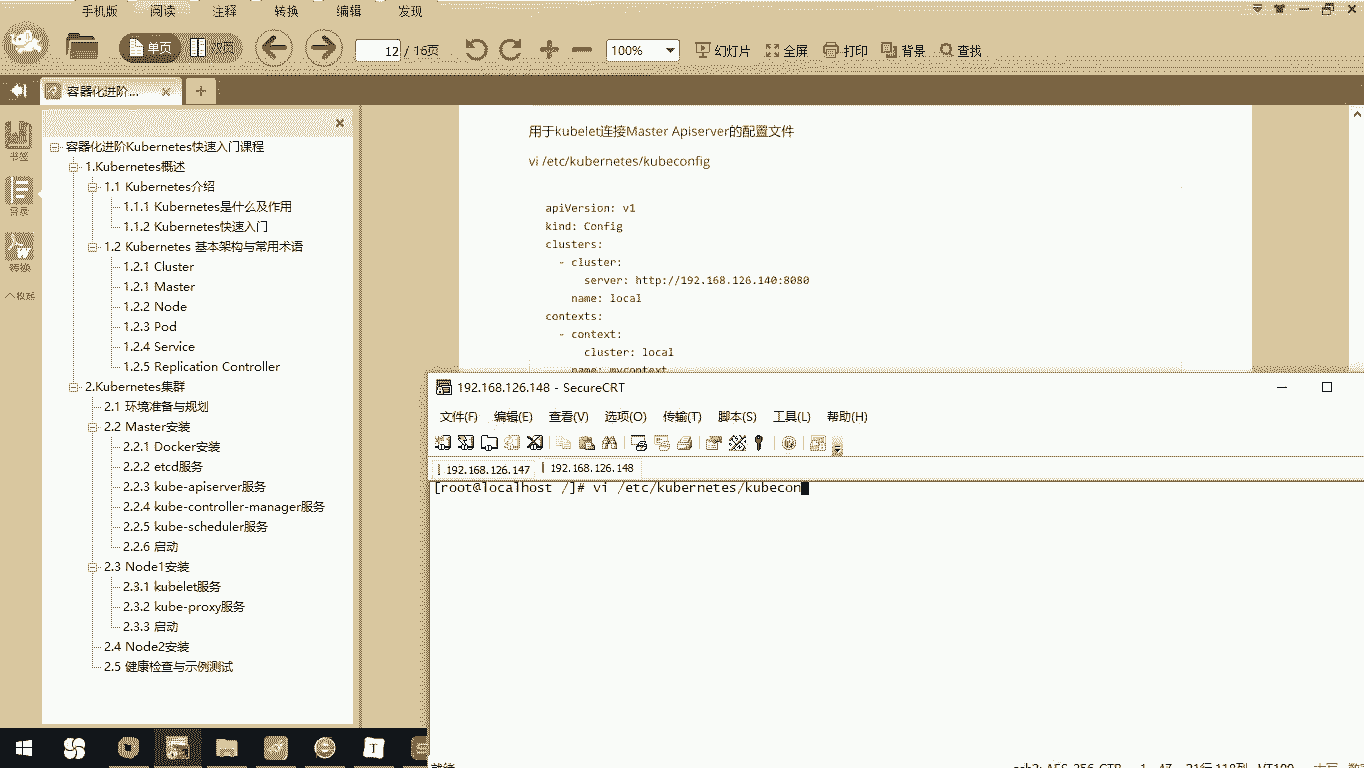 手机版 阅读 注释 转换 编辑 发现
单页 双页 12 / 16页 100% 幻灯片 全屏 打印 背景 查找
容器化进阶...
书签
目录
转换
收起
容器化进阶Kubernetes快速入门课程
1.Kubernetes概述
1.1 Kubernetes介绍
1.1.1 Kubernetes是什么及作用
1.1.2 Kubernetes快速入门
1.2 Kubernetes 基本架构与常用术语
1.2.1 Cluster
1.2.1 Master
1.2.2 Node
1.2.3 Pod
1.2.4 Service
1.2.5 Replication Controller
2.Kubernetes集群
2.1 环境准备与规划
2.2 Master安装
2.2.1 Docker安装
2.2.2 etcd服务
2.2.3 kube-apiserver服务
2.2.4 kube-controller-manager服务
2.2.5 kube-scheduler服务
2.2.6 启动
2.3 Node1安装
2.3.1 kubelet服务
2.3.2 kube-proxy服务
2.3.3 启动
2.4 Node2安装
2.5 健康检查与示例测试
用于kubelet连接Master Apiserver的配置文件
vi /etc/kubernetes/kubeconfig
apiVersion: v1
kind: Config
clusters:
- cluster:
server: http://192.168.126.140:8080
name: local
contexts:
- context:
cluster: local
name: mycontext
192.168.126.148 - SecureCRT
文件(F) 编辑(E) 查看(V) 选项(O) 传输(T) 脚本(S) 工具(L) 帮助(H)
192.168.126.147 192.168.126.148
[root@localhost /]# vi /etc/kubernetes/kubecon
就绪 ssh2: AES-256-CTR 1, 47 21行,118列 VT100 大写